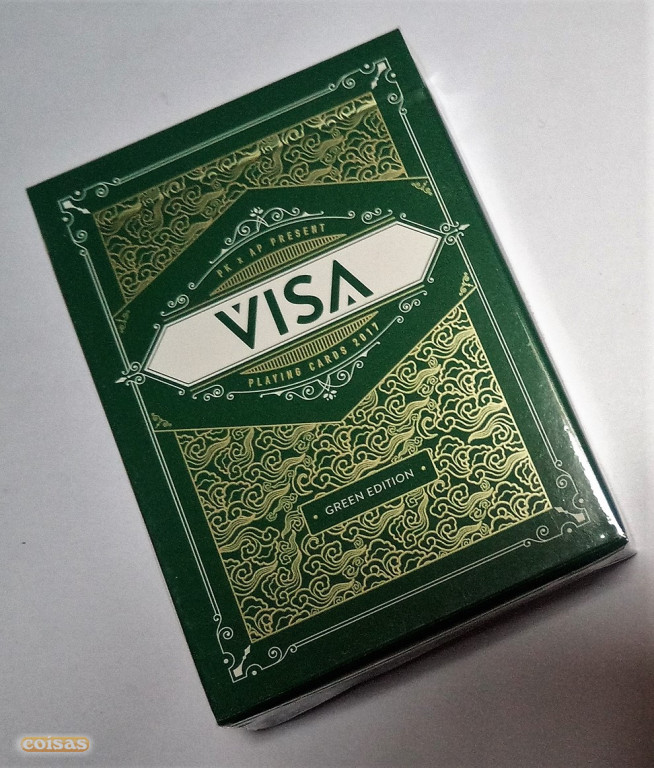 PK x AP PRESENT
VISA
PLAYING CARDS 2017
GREEN EDITION
coisas